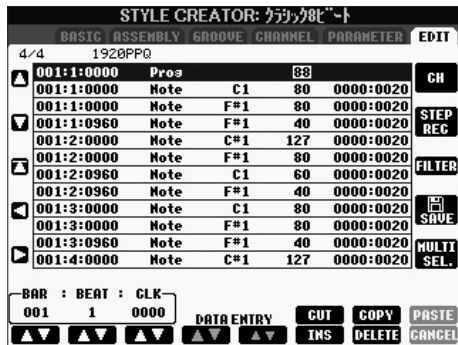 STYLE CREATOR: クラシック8ビート
BASIC ASSEMBLY GROOVE CHANNEL PARAMETER EDIT
4/4 1920PPQ
001:1:0000 Prog 88
001:1:0000 Note C1 80 0000:0020
001:1:0000 Note F#1 80 0000:0020
001:1:0960 Note F#1 40 0000:0020
001:2:0000 Note C#1 127 0000:0020
001:2:0000 Note F#1 80 0000:0020
001:2:0960 Note C1 60 0000:0020
001:2:0960 Note F#1 40 0000:0020
001:3:0000 Note C1 80 0000:0020
001:3:0000 Note F#1 80 0000:0020
001:3:0960 Note F#1 40 0000:0020
001:4:0000 Note C#1 127 0000:0020
CH
STEP
REC
FILTER
SAVE
MULTI
SEL.
BAR : BEAT : CLK
001 1 0000
DATA ENTRY
CUT COPY PASTE
INS DELETE CANCEL